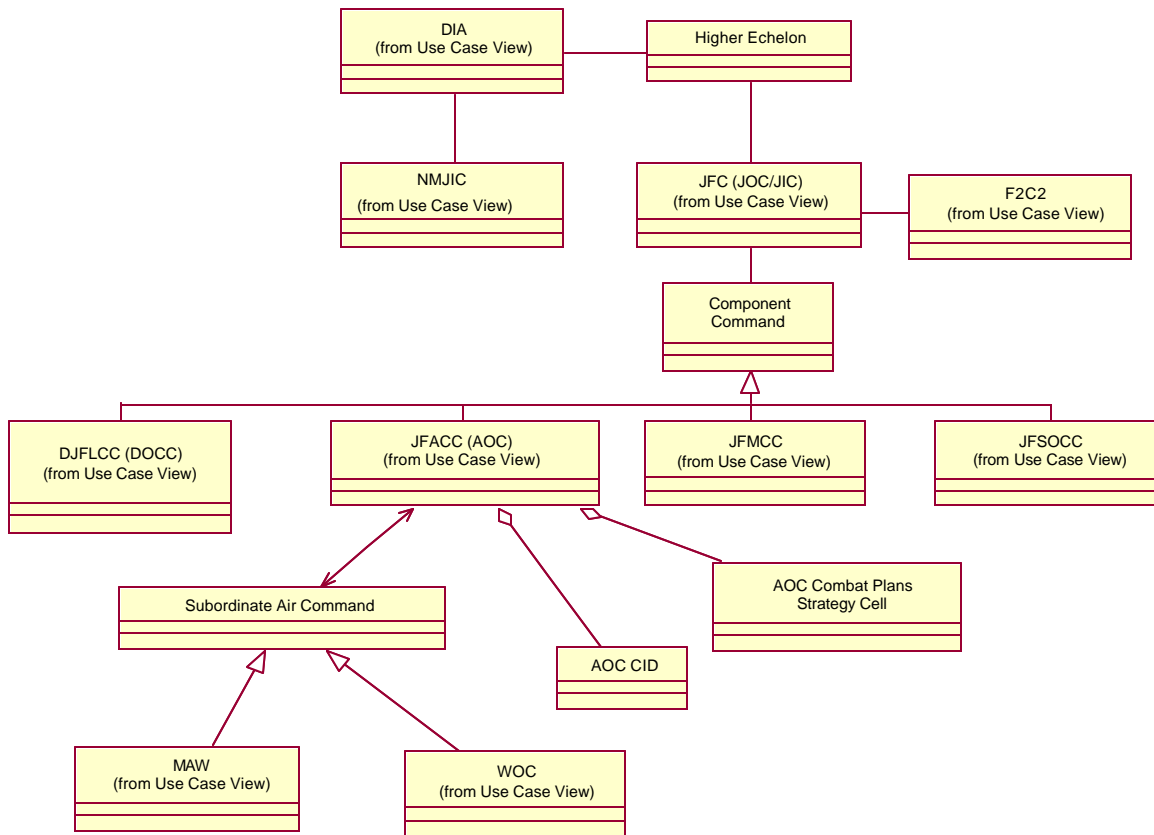 DIA
(from Use Case View)
Higher Echelon
NMJIC
(from Use Case View)
JFC (JOC/JIC)
(from Use Case View)
F2C2
(from Use Case View)
Component
Command
DJFLCC (DOCC)
(from Use Case View)
JFACC (AOC)
(from Use Case View)
JFMCC
(from Use Case View)
JFSOCC
(from Use Case View)
Subordinate Air Command
AOC CID
AOC Combat Plans
Strategy Cell
MAW
(from Use Case View)
WOC
(from Use Case View)